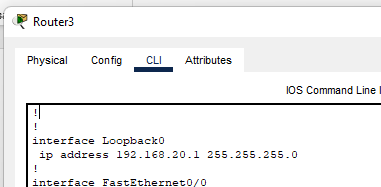 Router3
Physical Config CLI Attributes
IOS Command Line
!
!
interface Loopback0
ip address 192.168.20.1 255.255.255.0
!
interface FastEthernet0/0